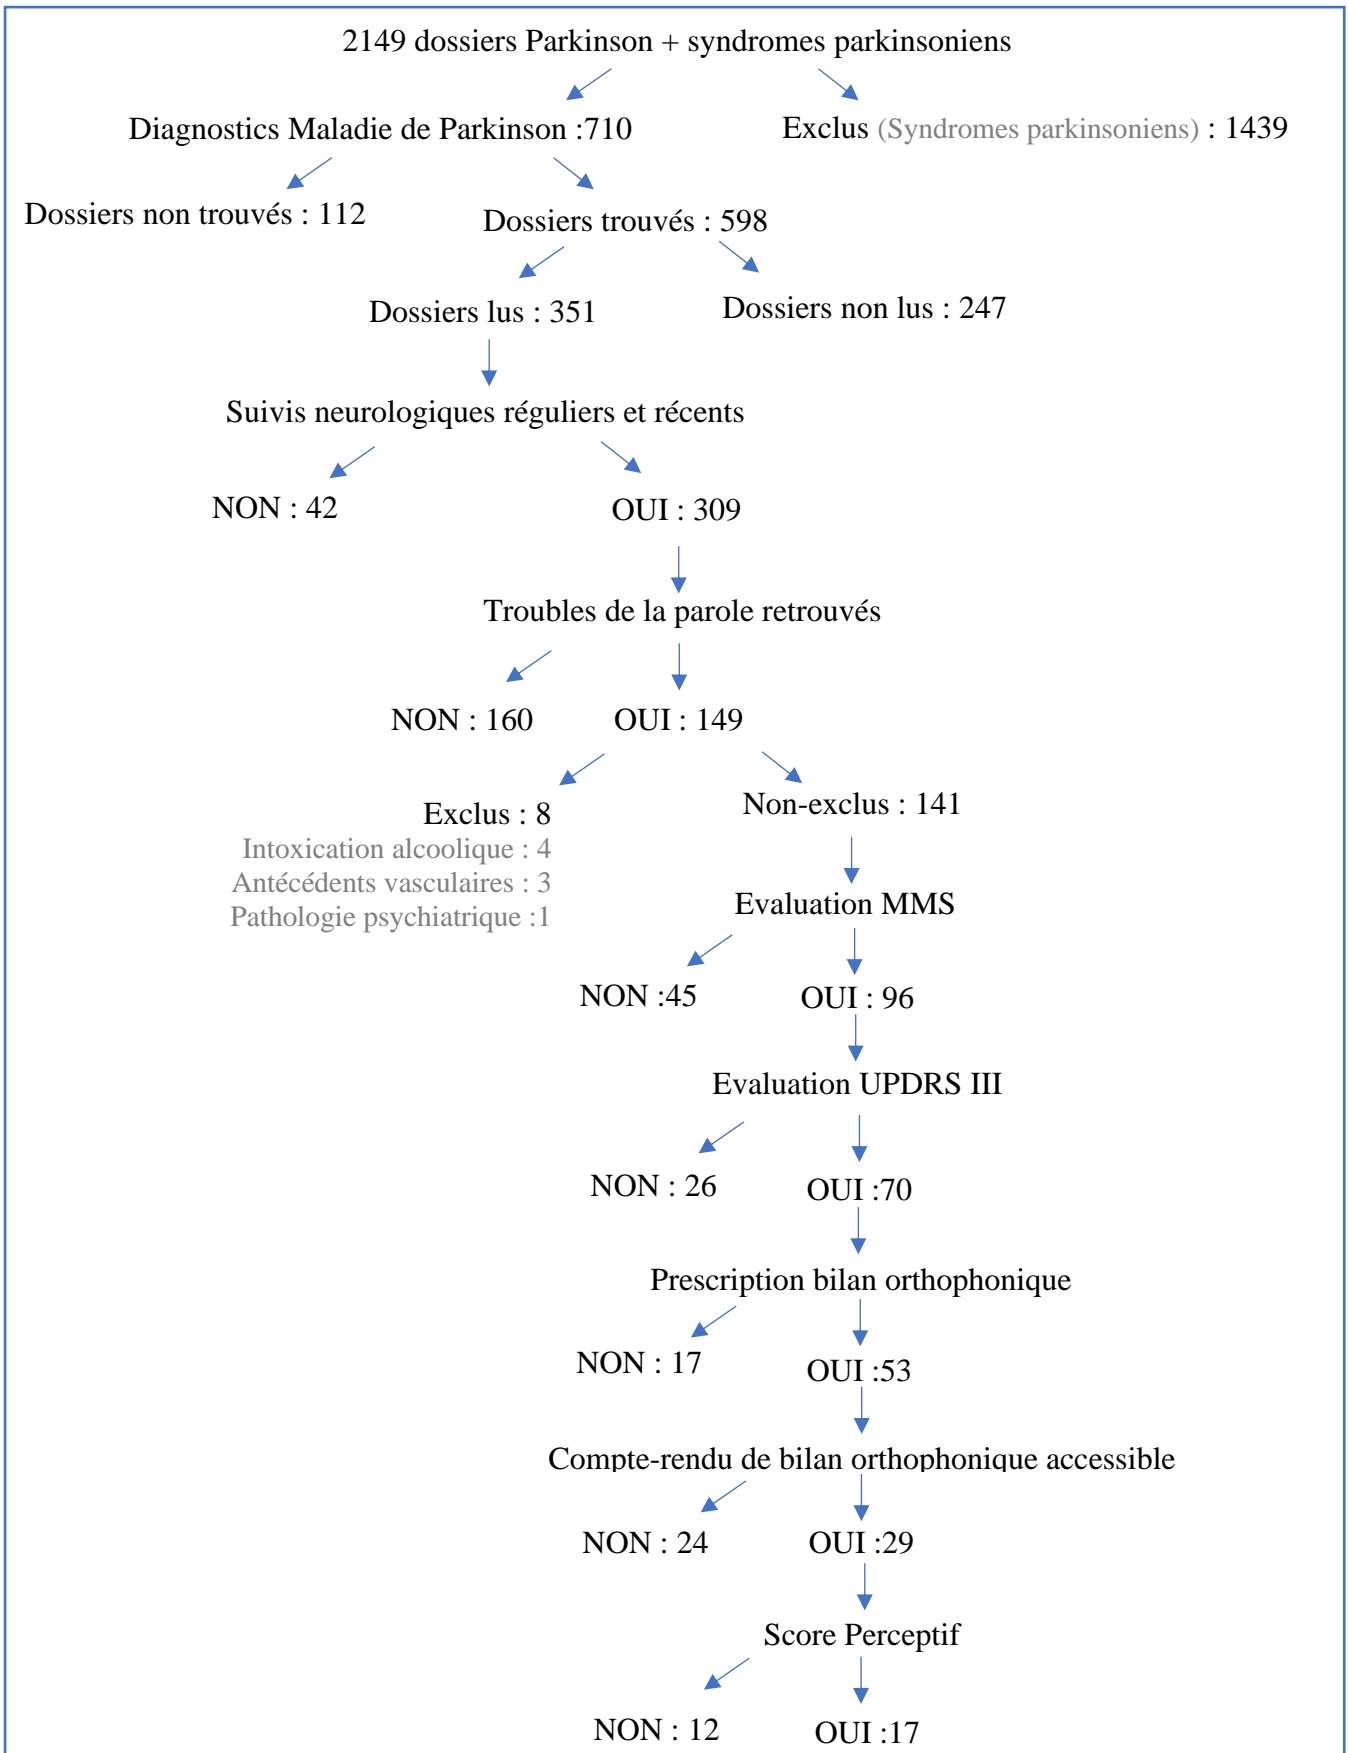 2149 dossiers Parkinson + syndromes parkinsoniens
Diagnostics Maladie de Parkinson :710
Exclus (Syndromes parkinsoniens) : 1439
Dossiers non trouvés : 112
Dossiers trouvés : 598
Dossiers lus : 351
Dossiers non lus : 247
Suivis neurologiques réguliers et récents
NON : 42
OUI : 309
Troubles de la parole retrouvés
NON : 160
OUI : 149
Exclus : 8
Intoxication alcoolique : 4
Antécédents vasculaires : 3
Pathologie psychiatrique :1
Non-exclus : 141
Evaluation MMS
NON :45
OUI : 96
Evaluation UPDRS III
NON : 26
OUI :70
Prescription bilan orthophonique
NON : 17
OUI :53
Compte-rendu de bilan orthophonique accessible
NON : 24
OUI :29
Score Perceptif
NON : 12
OUI :17